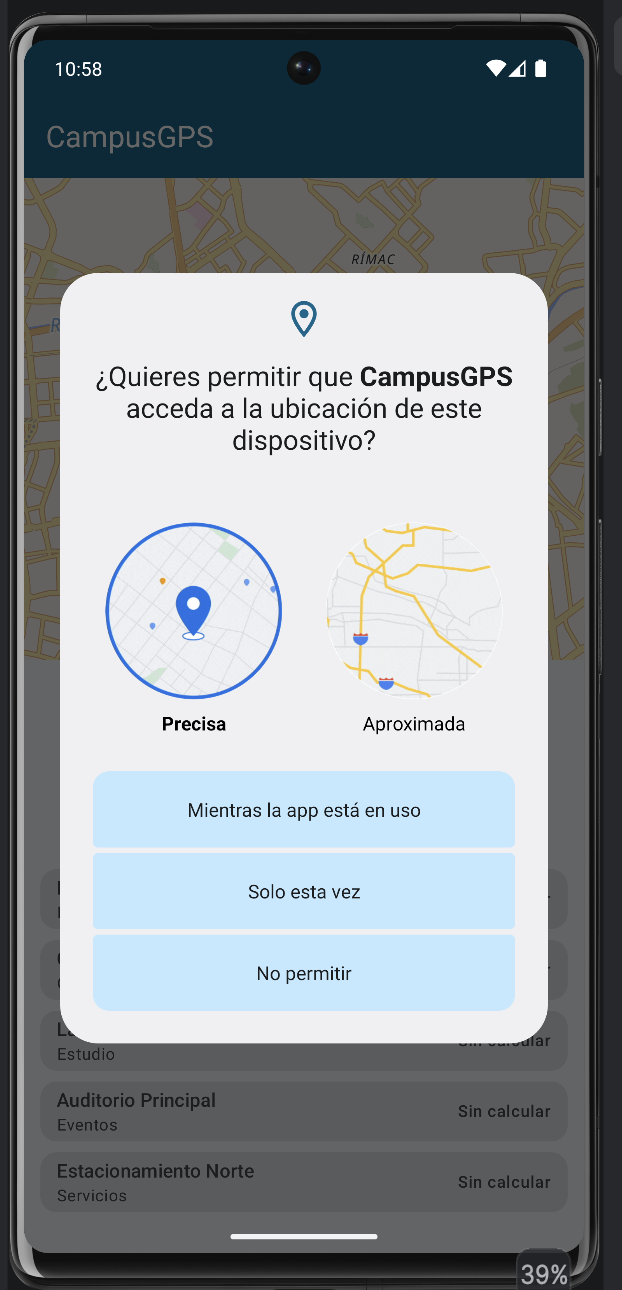 10:58
CampusGPS
RÍMAC
¿Quieres permitir que CampusGPS
acceda a la ubicación de este
dispositivo?
Precisa
Aproximada
Mientras la app está en uso
Solo esta vez
No permitir
Estudio
Sin calcular
Auditorio Principal
Sin calcular
Eventos
Estacionamiento Norte
Sin calcular
Servicios
39%